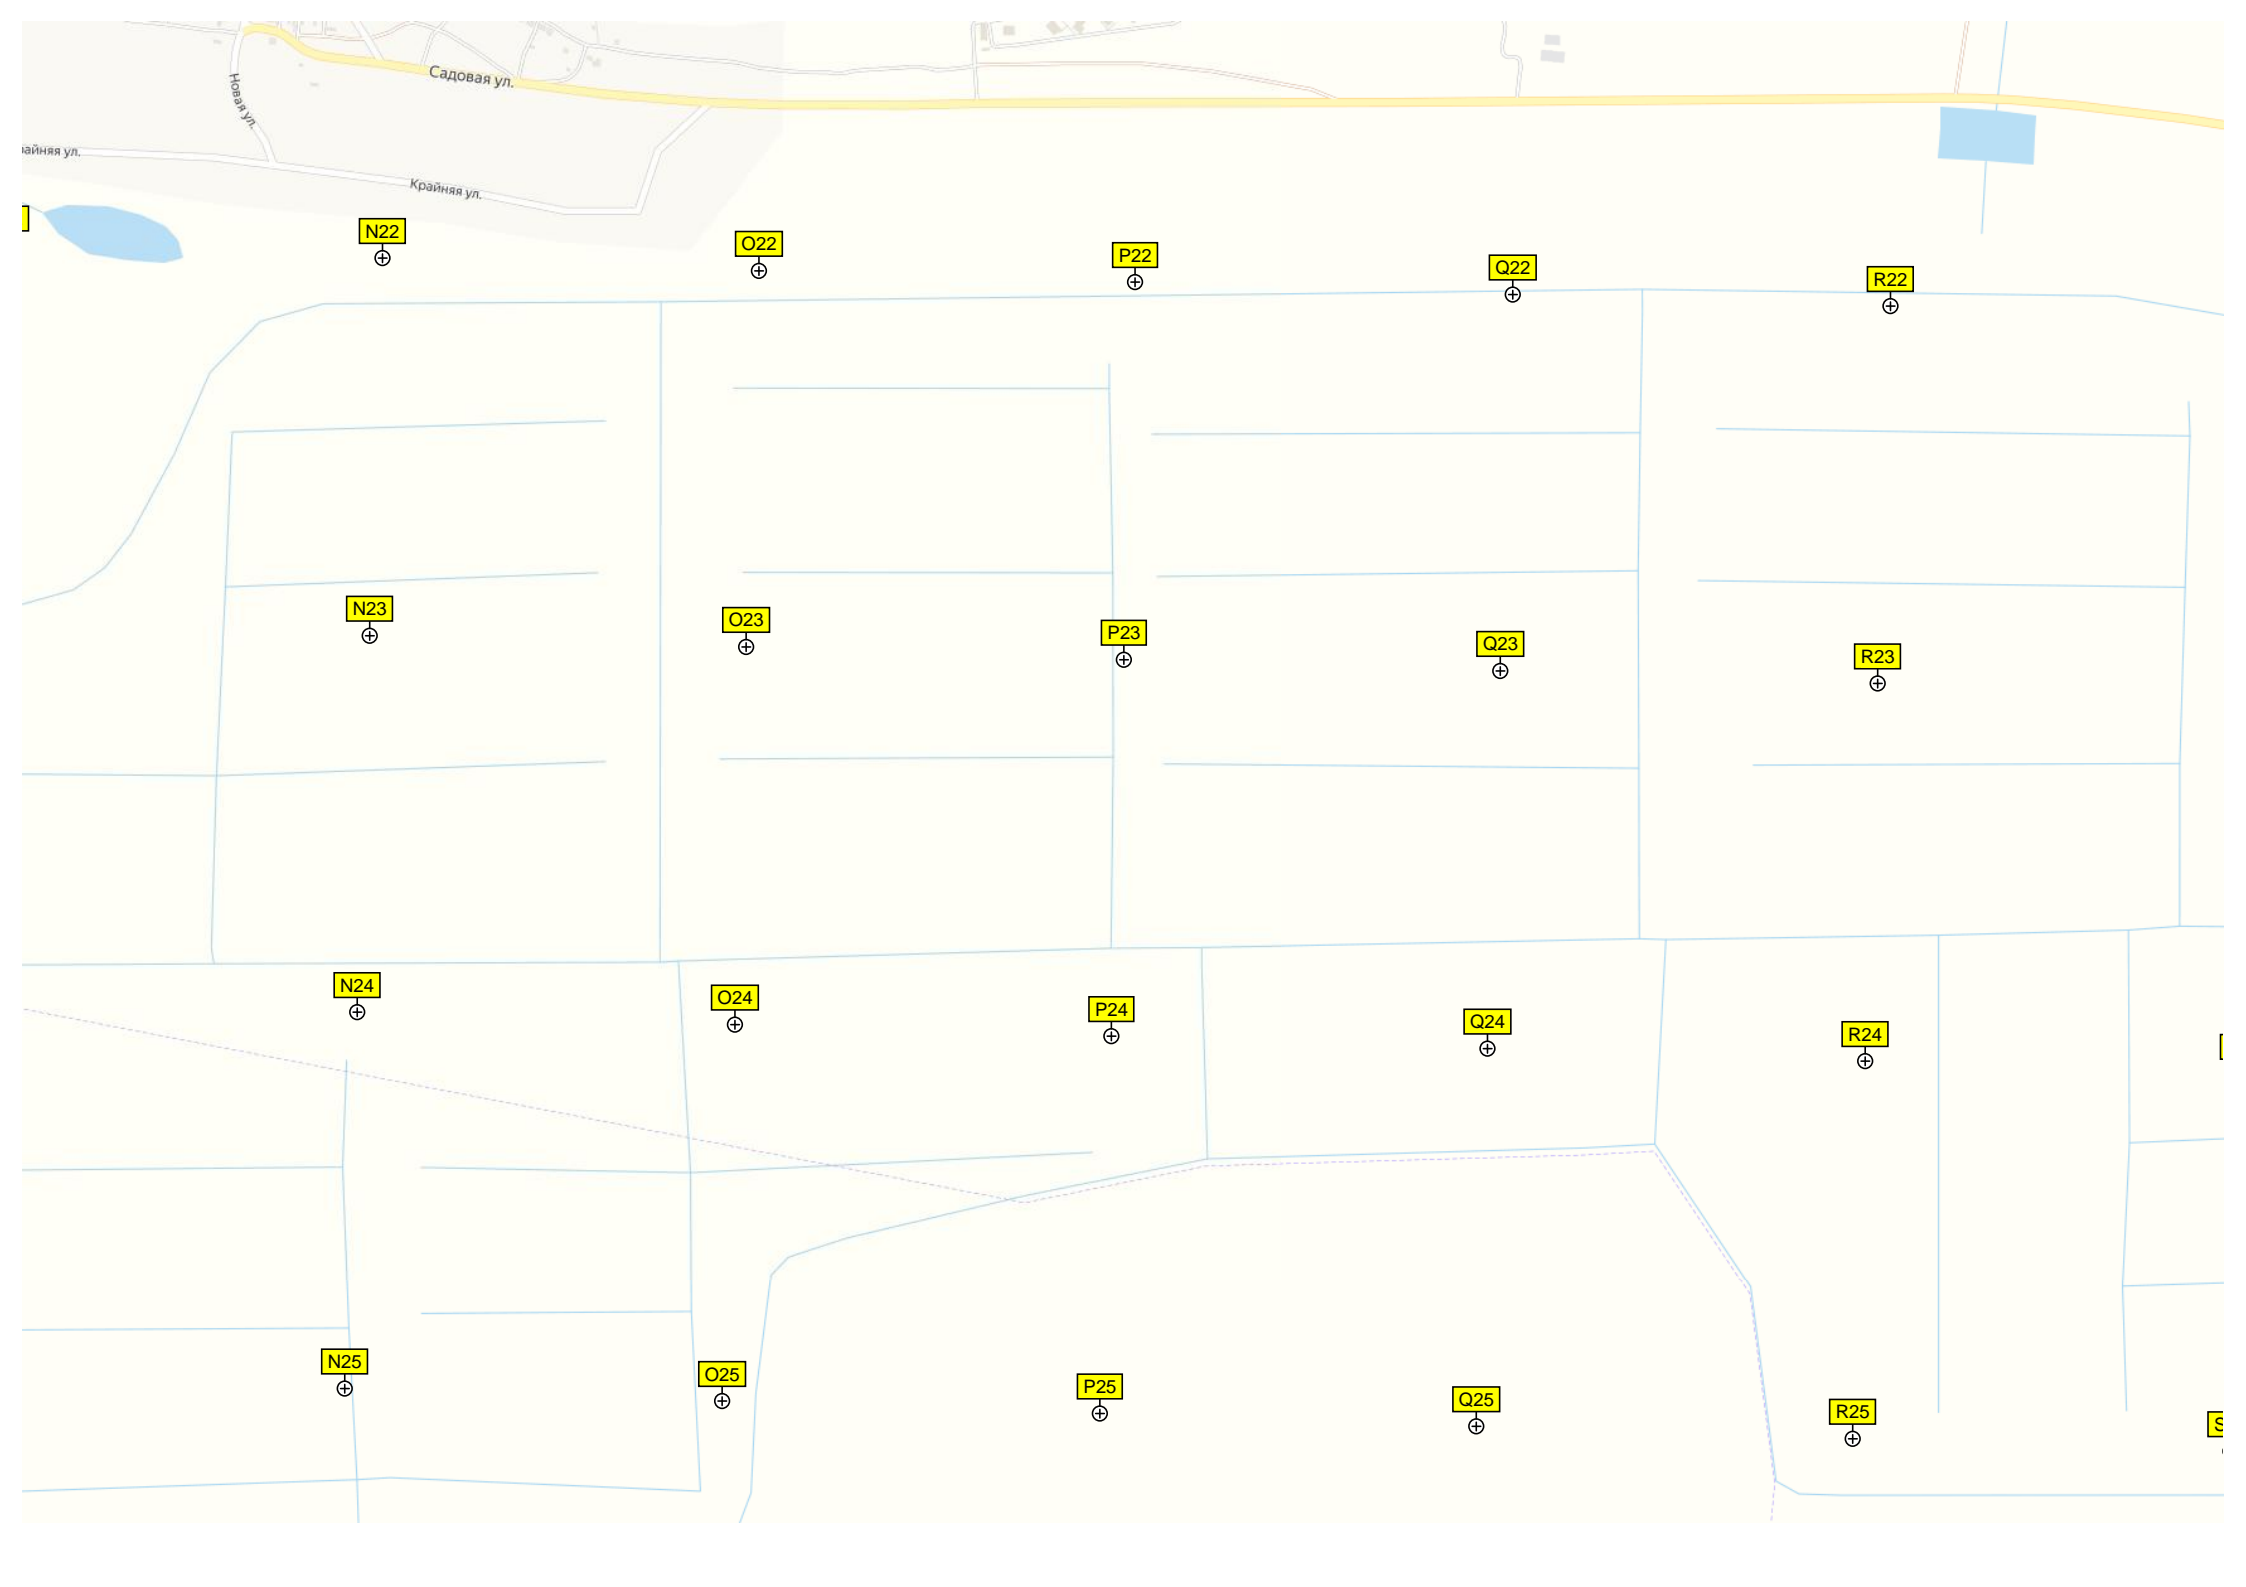 Садовая ул.
Новая ул.
айняя ул.
Крайняя ул.
N22
O22
P22
Q22
R22
N23
O23
P23
Q23
R23
N24
O24
P24
Q24
R24
N25
O25
P25
Q25
R25
S